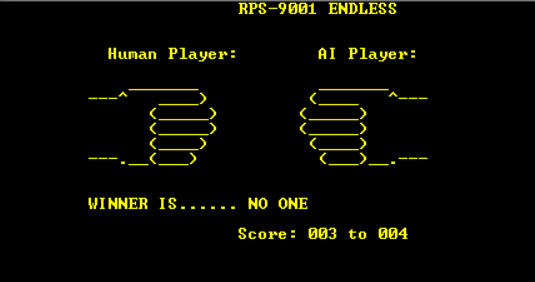 RPS-9001 ENDLESS
Human Player: AI Player:
WINNER IS...... NO ONE
Score: 003 to 004